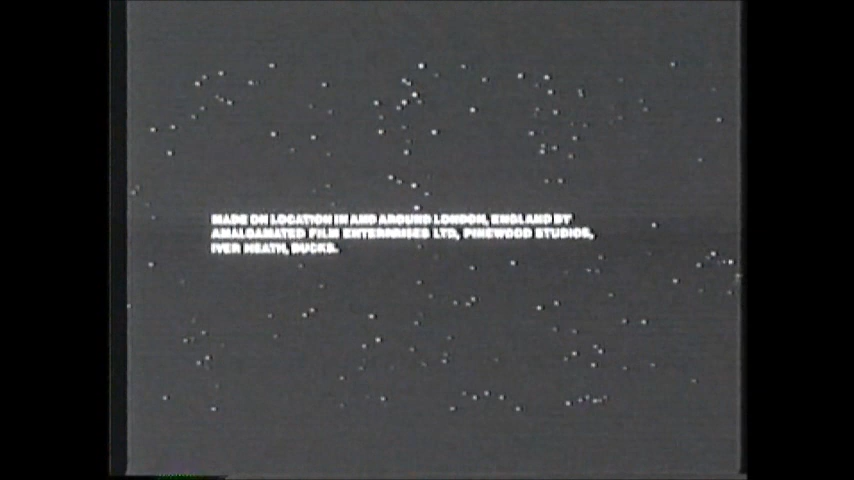 MADE ON LOCATION IN AND AROUND LONDON, ENGLAND BY
AMALGAMATED FILM ENTERPRISES LTD, PINEWOOD STUDIOS,
IVER HEATH, BUCKS.